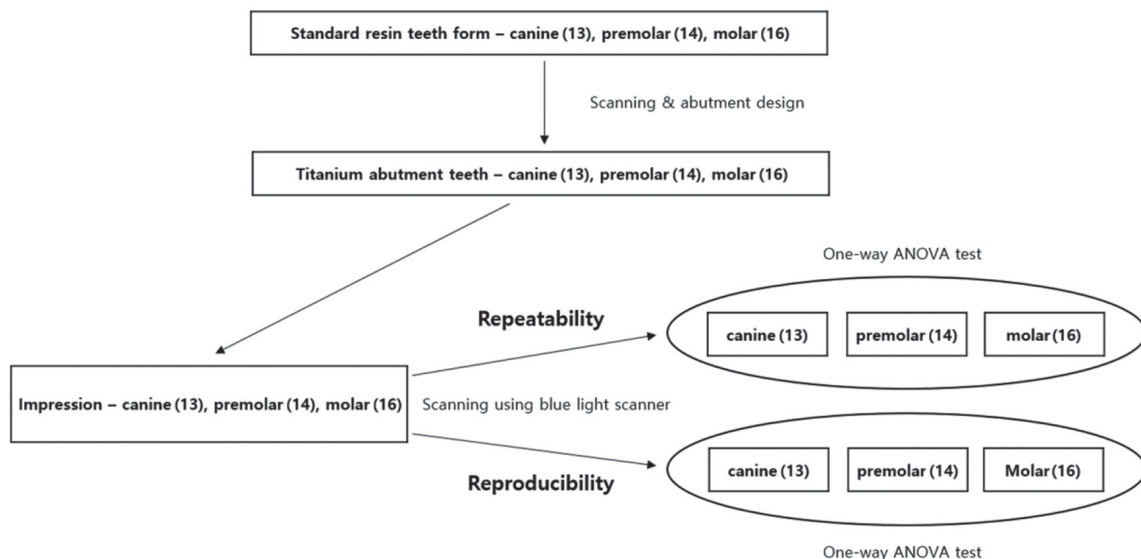 Standard resin teeth form – canine (13), premolar (14), molar (16)
Scanning & abutment design
Titanium abutment teeth – canine (13), premolar (14), molar (16)
One-way ANOVA test
Repeatability
canine (13) premolar (14) molar (16)
Impression – canine (13), premolar (14), molar (16)
Scanning using blue light scanner
canine (13) premolar (14) Molar (16)
Reproducibility
One-way ANOVA test